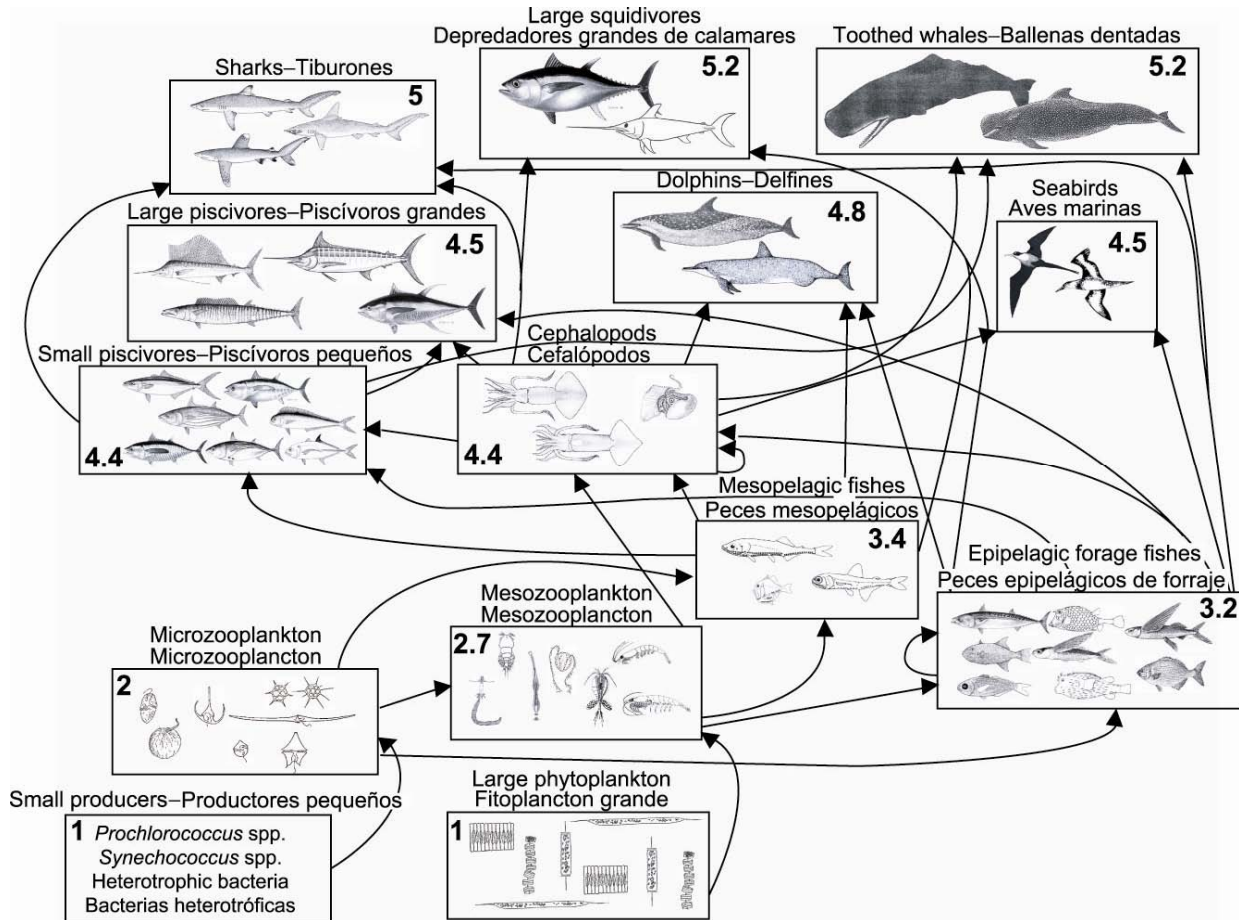 Large squidivores
Depredadores grandes de calamares
5.2
Toothed whales–Ballenas dentadas
5.2
Sharks–Tiburones
5
Dolphins–Delfines
4.8
Seabirds
Aves marinas
4.5
Large piscivores–Piscívoros grandes
4.5
Small piscivores–Piscívoros pequeños
4.4
Cephalopods
Cefalópodos
4.4
Mesopelagic fishes
Peces mesopelágicos
3.4
Epipelagic forage fishes
Peces epipelágicos de forraje
3.2
Mesozooplankton
Mesozooplancton
2.7
Microzooplankton
Microzooplancton
2
Small producers–Productores pequeños
1
Prochlorococcus spp.
Synechococcus spp.
Heterotrophic bacteria
Bacterias heterotróficas
Large phytoplankton
Fitoplancton grande
1